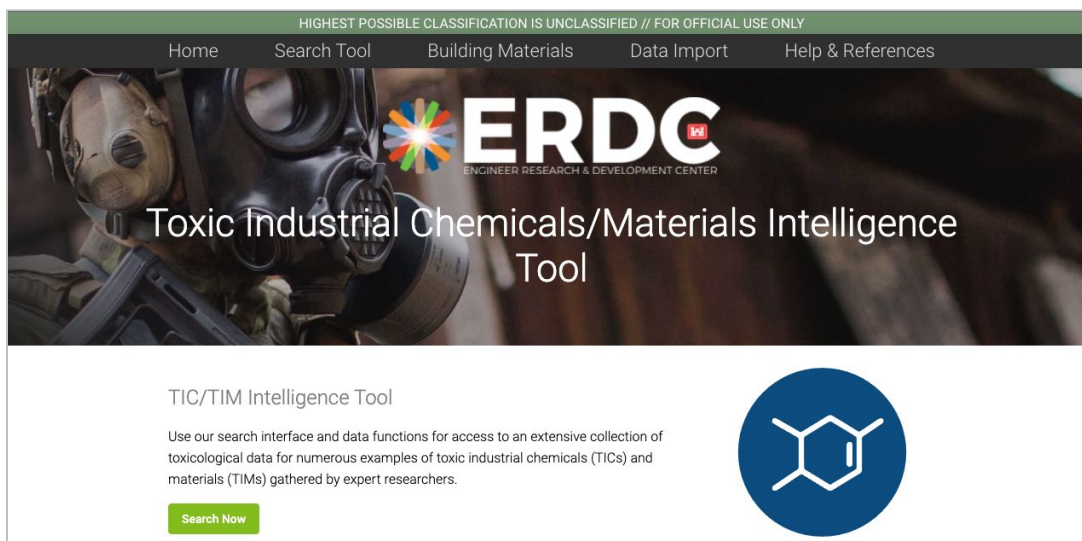 HIGHEST POSSIBLE CLASSIFICATION IS UNCLASSIFIED // FOR OFFICIAL USE ONLY
Home Search Tool Building Materials Data Import Help & References
ERDC
ENGINEER RESEARCH & DEVELOPMENT CENTER
Toxic Industrial Chemicals/Materials Intelligence
Tool
TIC/TIM Intelligence Tool
Use our search interface and data functions for access to an extensive collection of
toxicological data for numerous examples of toxic industrial chemicals (TICs) and
materials (TIMs) gathered by expert researchers.
Search Now